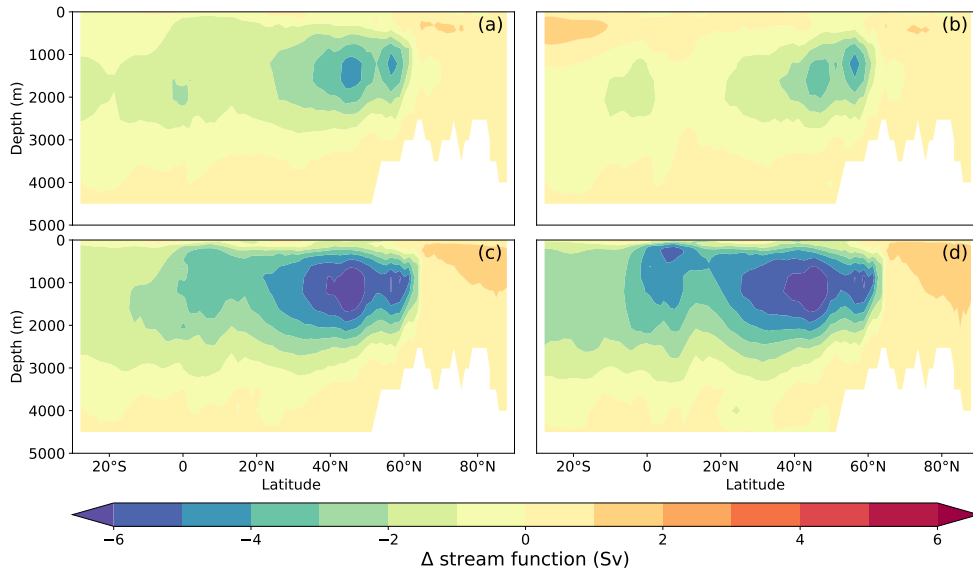 (a) (b)
0
1000
2000
3000
4000
5000
Depth (m)
(c) (d)
0
1000
2000
3000
4000
5000
Depth (m)
20°S 0 20°N 40°N 60°N 80°N
Latitude
20°S 0 20°N 40°N 60°N 80°N
Latitude
−6 −4 −2 0 2 4 6
Δ stream function (Sv)